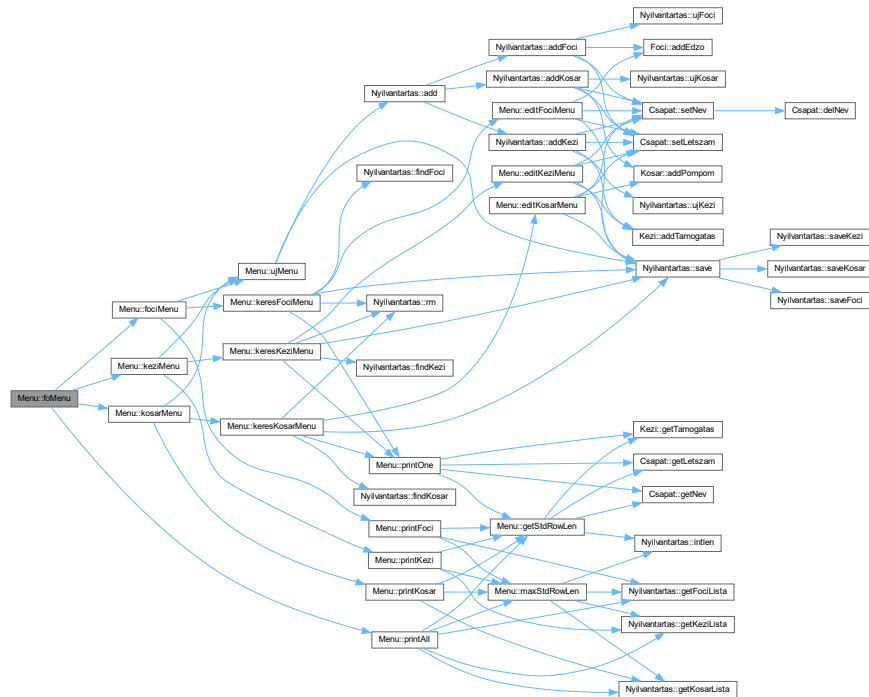 Menu::foMenu
Menu::fociMenu
Menu::keziMenu
Menu::kosarMenu
Menu::ujMenu
Menu::keresFociMenu
Menu::keresKeziMenu
Menu::keresKosarMenu
Nyilvantartas::add
Nyilvantartas::findFoci
Nyilvantartas::rm
Nyilvantartas::findKezi
Menu::printOne
Nyilvantartas::findKosar
Menu::printFoci
Menu::printKezi
Menu::printKosar
Menu::printAll
Nyilvantartas::addFoci
Nyilvantartas::addKosar
Menu::editFociMenu
Nyilvantartas::addKezi
Menu::editKeziMenu
Menu::editKosarMenu
Menu::getStdRowLen
Menu::maxStdRowLen
Nyilvantartas::ujFoci
Foci::addEdzo
Nyilvantartas::ujKosar
Csapat::setNev
Csapat::setLetszam
Kosar::addPompom
Nyilvantartas::ujKezi
Kezi::addTamogatas
Nyilvantartas::save
Kezi::getTamogatas
Csapat::getLetszam
Csapat::getNev
Nyilvantartas::intlen
Nyilvantartas::getFociLista
Nyilvantartas::getKeziLista
Nyilvantartas::getKosarLista
Csapat::delNev
Nyilvantartas::saveKezi
Nyilvantartas::saveKosar
Nyilvantartas::saveFoci